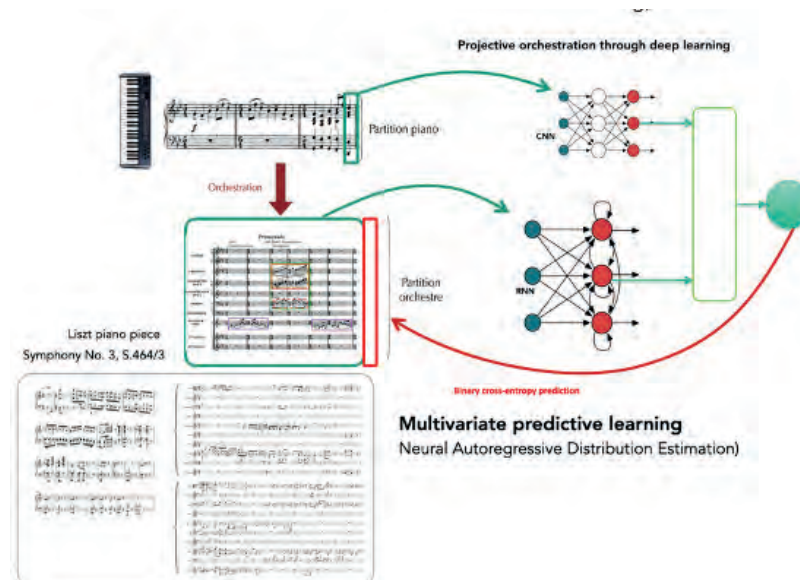 Projective orchestration through deep learning
Partition piano
CNN
Orchestration
Partition
orchestre
RNN
Liszt piano piece
Symphony No. 3, S.464/3
Binary cross-entropy prediction
Multivariate predictive learning
Neural Autoregressive Distribution Estimation)